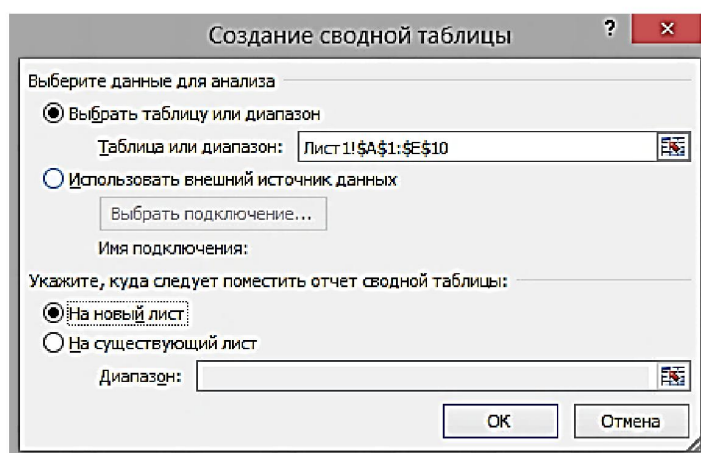 Создание сводной таблицы ? ×
Выберите данные для анализа
Выбрать таблицу или диапазон
Таблица или диапазон: Лист1!$A$1:$E$10
Использовать внешний источник данных
Выбрать подключение...
Имя подключения:
Укажите, куда следует поместить отчет сводной таблицы:
На новый лист
На существующий лист
Диапазон:
ОК Отмена